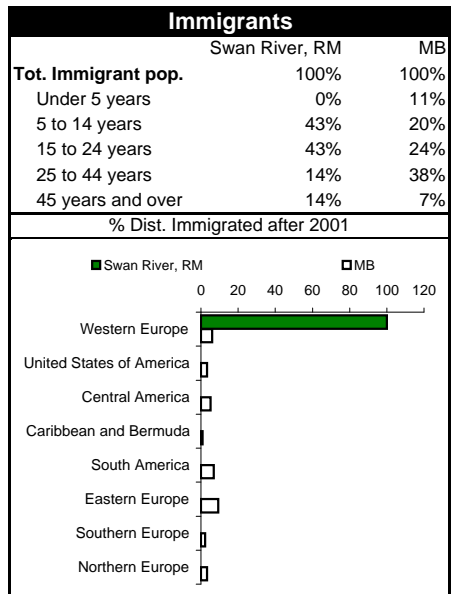 Immigrants
Swan River, RM MB
Tot. Immigrant pop. 100% 100%
Under 5 years 0% 11%
5 to 14 years 43% 20%
15 to 24 years 43% 24%
25 to 44 years 14% 38%
45 years and over 14% 7%
% Dist. Immigrated after 2001
Swan River, RM MB
0 20 40 60 80 100 120
Western Europe
United States of America
Central America
Caribbean and Bermuda
South America
Eastern Europe
Southern Europe
Northern Europe